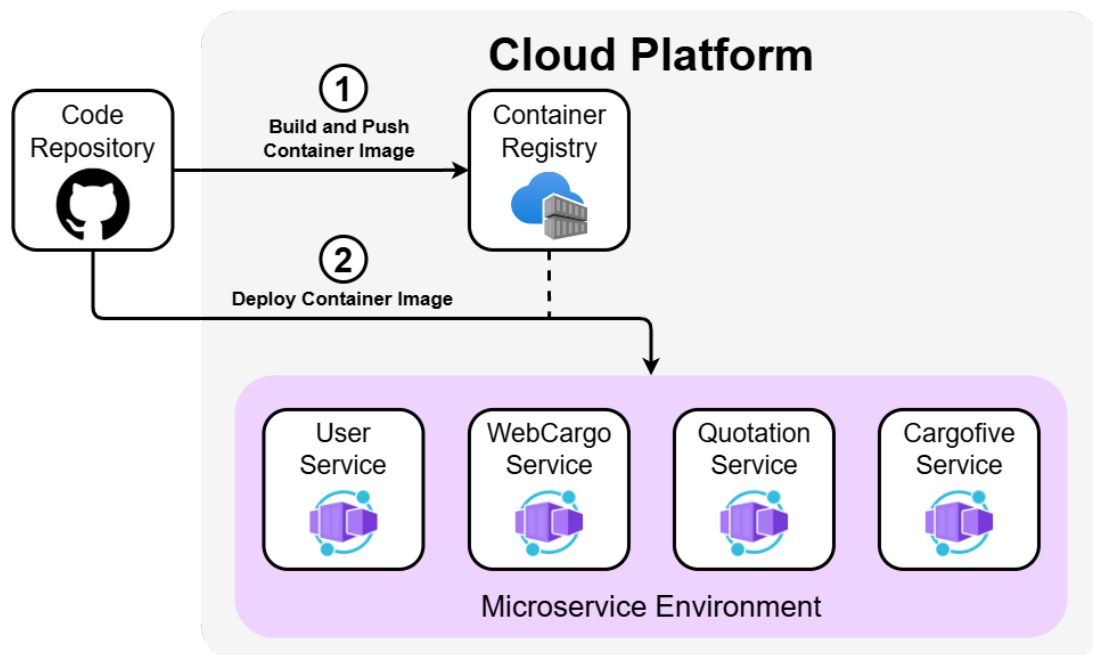 Cloud Platform
Code
Repository
1
Build and Push
Container Image
Container
Registry
2
Deploy Container Image
User
Service
WebCargo
Service
Quotation
Service
Cargofive
Service
Microservice Environment